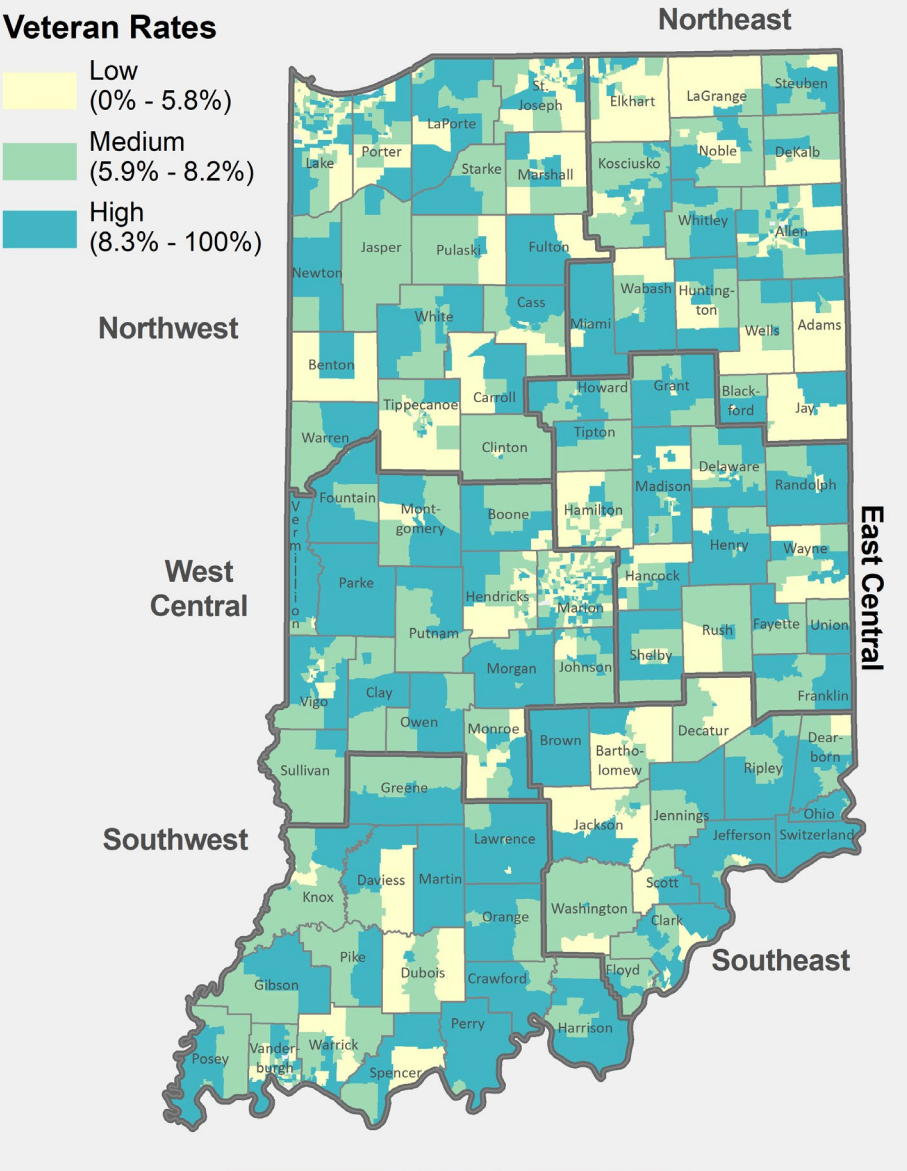 Northeast
Veteran Rates
Low
(0% - 5.8%)
Medium
(5.9% - 8.2%)
High
(8.3% - 100%)
Northwest
West
Central
East Central
Southwest
Southeast
Lake
Porter
LaPorte
St.
Joseph
Elkhart
LaGrange
Steuben
Starke
Marshall
Kosciusko
Noble
DeKalb
Newton
Jasper
Pulaski
Fulton
Whitley
Allen
White
Cass
Miami
Wabash
Hunting-
ton
Wells
Adams
Benton
Carroll
Howard
Grant
Black-
ford
Jay
Warren
Tippecanoe
Clinton
Tipton
Madison
Delaware
Randolph
Fountain
Mont-
gomery
Boone
Hamilton
Vermillion
Parke
Putnam
Hendricks
Marion
Hancock
Henry
Wayne
Rush
Fayette
Union
Vigo
Clay
Owen
Morgan
Johnson
Shelby
Franklin
Sullivan
Greene
Monroe
Brown
Bartho-
lomew
Decatur
Ripley
Dear-
born
Ohio
Jackson
Jennings
Jefferson
Switzerland
Knox
Daviess
Martin
Lawrence
Orange
Washington
Scott
Clark
Floyd
Gibson
Pike
Dubois
Crawford
Harrison
Posey
Vander-
burgh
Warrick
Spencer
Perry